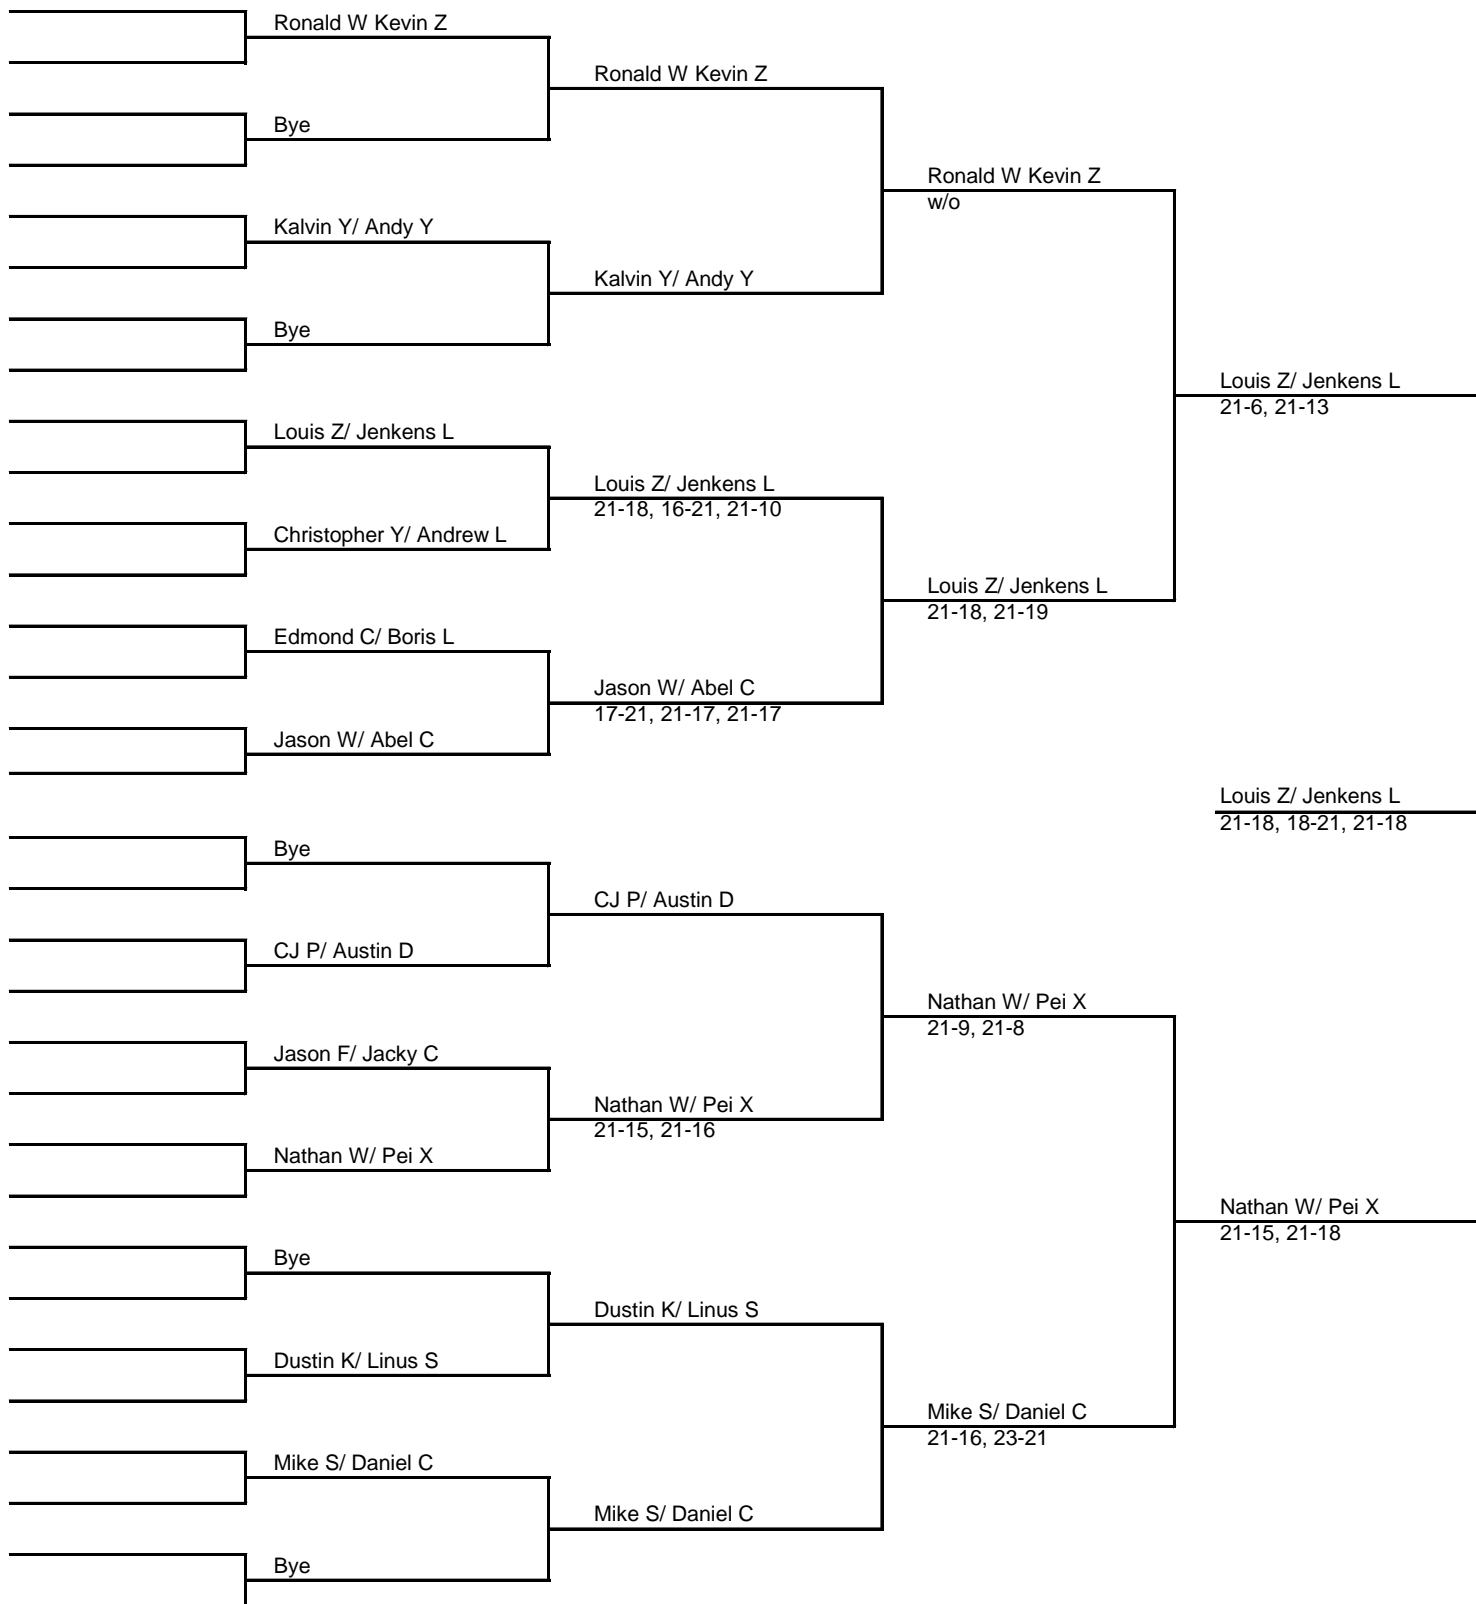 Ronald W Kevin Z
Ronald W Kevin Z
Bye
Ronald W Kevin Z
w/o
Kalvin Y/ Andy Y
Kalvin Y/ Andy Y
Bye
Louis Z/ Jenkens L
21-6, 21-13
Louis Z/ Jenkens L
Louis Z/ Jenkens L
21-18, 16-21, 21-10
Christopher Y/ Andrew L
Louis Z/ Jenkens L
21-18, 21-19
Edmond C/ Boris L
Jason W/ Abel C
17-21, 21-17, 21-17
Jason W/ Abel C
Louis Z/ Jenkens L
21-18, 18-21, 21-18
Bye
CJ P/ Austin D
CJ P/ Austin D
Nathan W/ Pei X
21-9, 21-8
Jason F/ Jacky C
Nathan W/ Pei X
21-15, 21-16
Nathan W/ Pei X
Nathan W/ Pei X
21-15, 21-18
Bye
Dustin K/ Linus S
Dustin K/ Linus S
Mike S/ Daniel C
21-16, 23-21
Mike S/ Daniel C
Mike S/ Daniel C
Bye